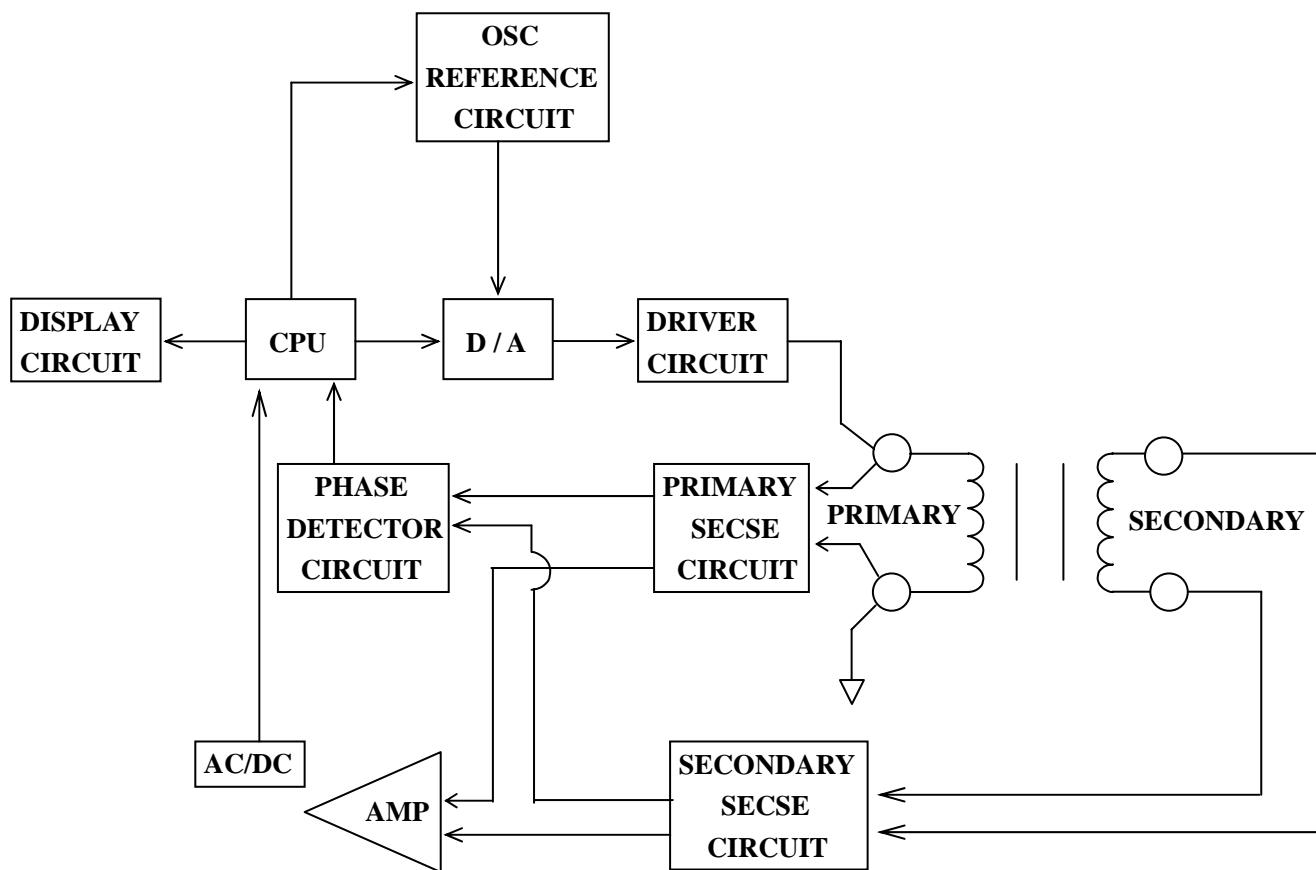 OSC
REFERENCE
CIRCUIT
DISPLAY
CIRCUIT
CPU
D / A
DRIVER
CIRCUIT
PHASE
DETECTOR
CIRCUIT
PRIMARY
SECSE
CIRCUIT
PRIMARY
SECONDARY
AC/DC
AMP
SECONDARY
SECSE
CIRCUIT